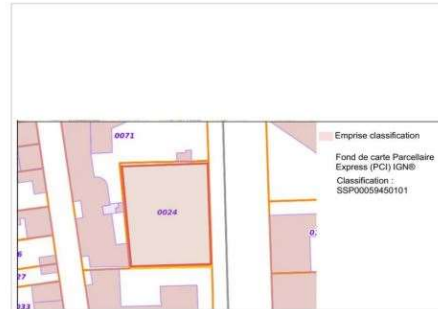 0071
Emprise classification
Fond de carte Parcellaire
Express (PCI) IGN®
Classification :
SSP00059450101
0024